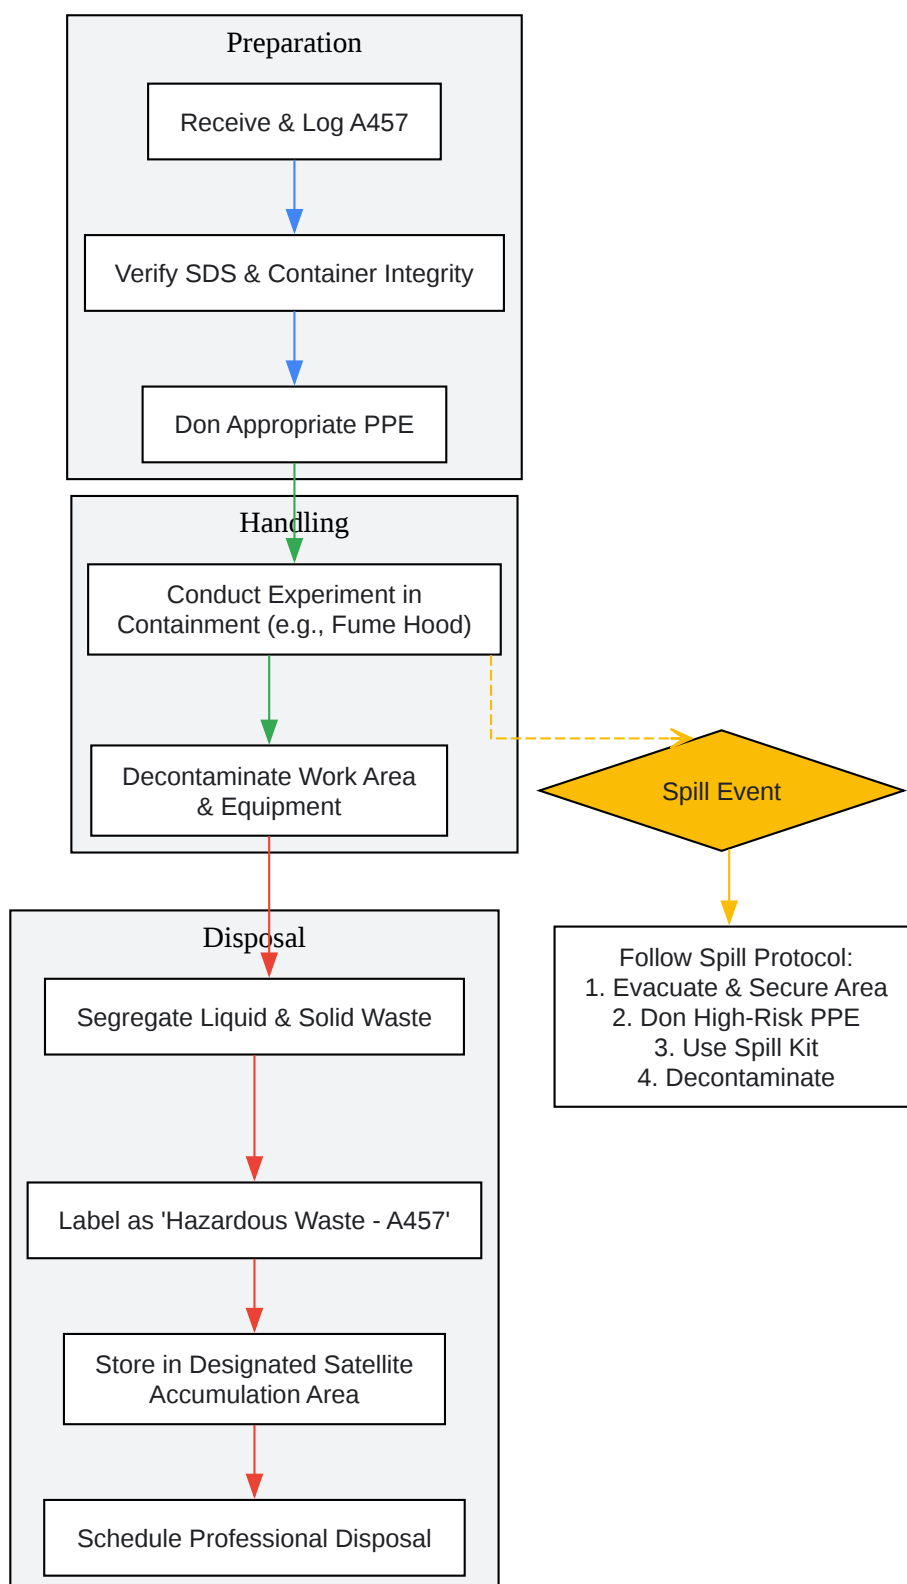 Preparation
Receive & Log A457
Verify SDS & Container Integrity
Don Appropriate PPE
Handling
Conduct Experiment in
Containment (e.g., Fume Hood)
Decontaminate Work Area
& Equipment
Spill Event
Follow Spill Protocol:
1. Evacuate & Secure Area
2. Don High-Risk PPE
3. Use Spill Kit
4. Decontaminate
Disposal
Segregate Liquid & Solid Waste
Label as 'Hazardous Waste - A457'
Store in Designated Satellite
Accumulation Area
Schedule Professional Disposal